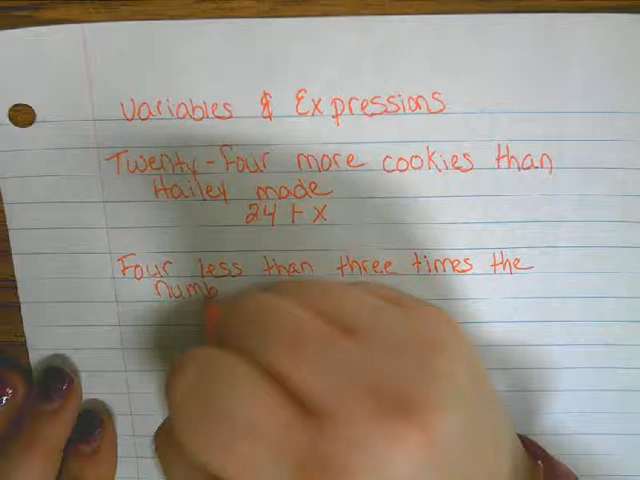 Variables & Expressions
Twenty-four more cookies than
Hailey made
24 + x
Four less than three times the
numb